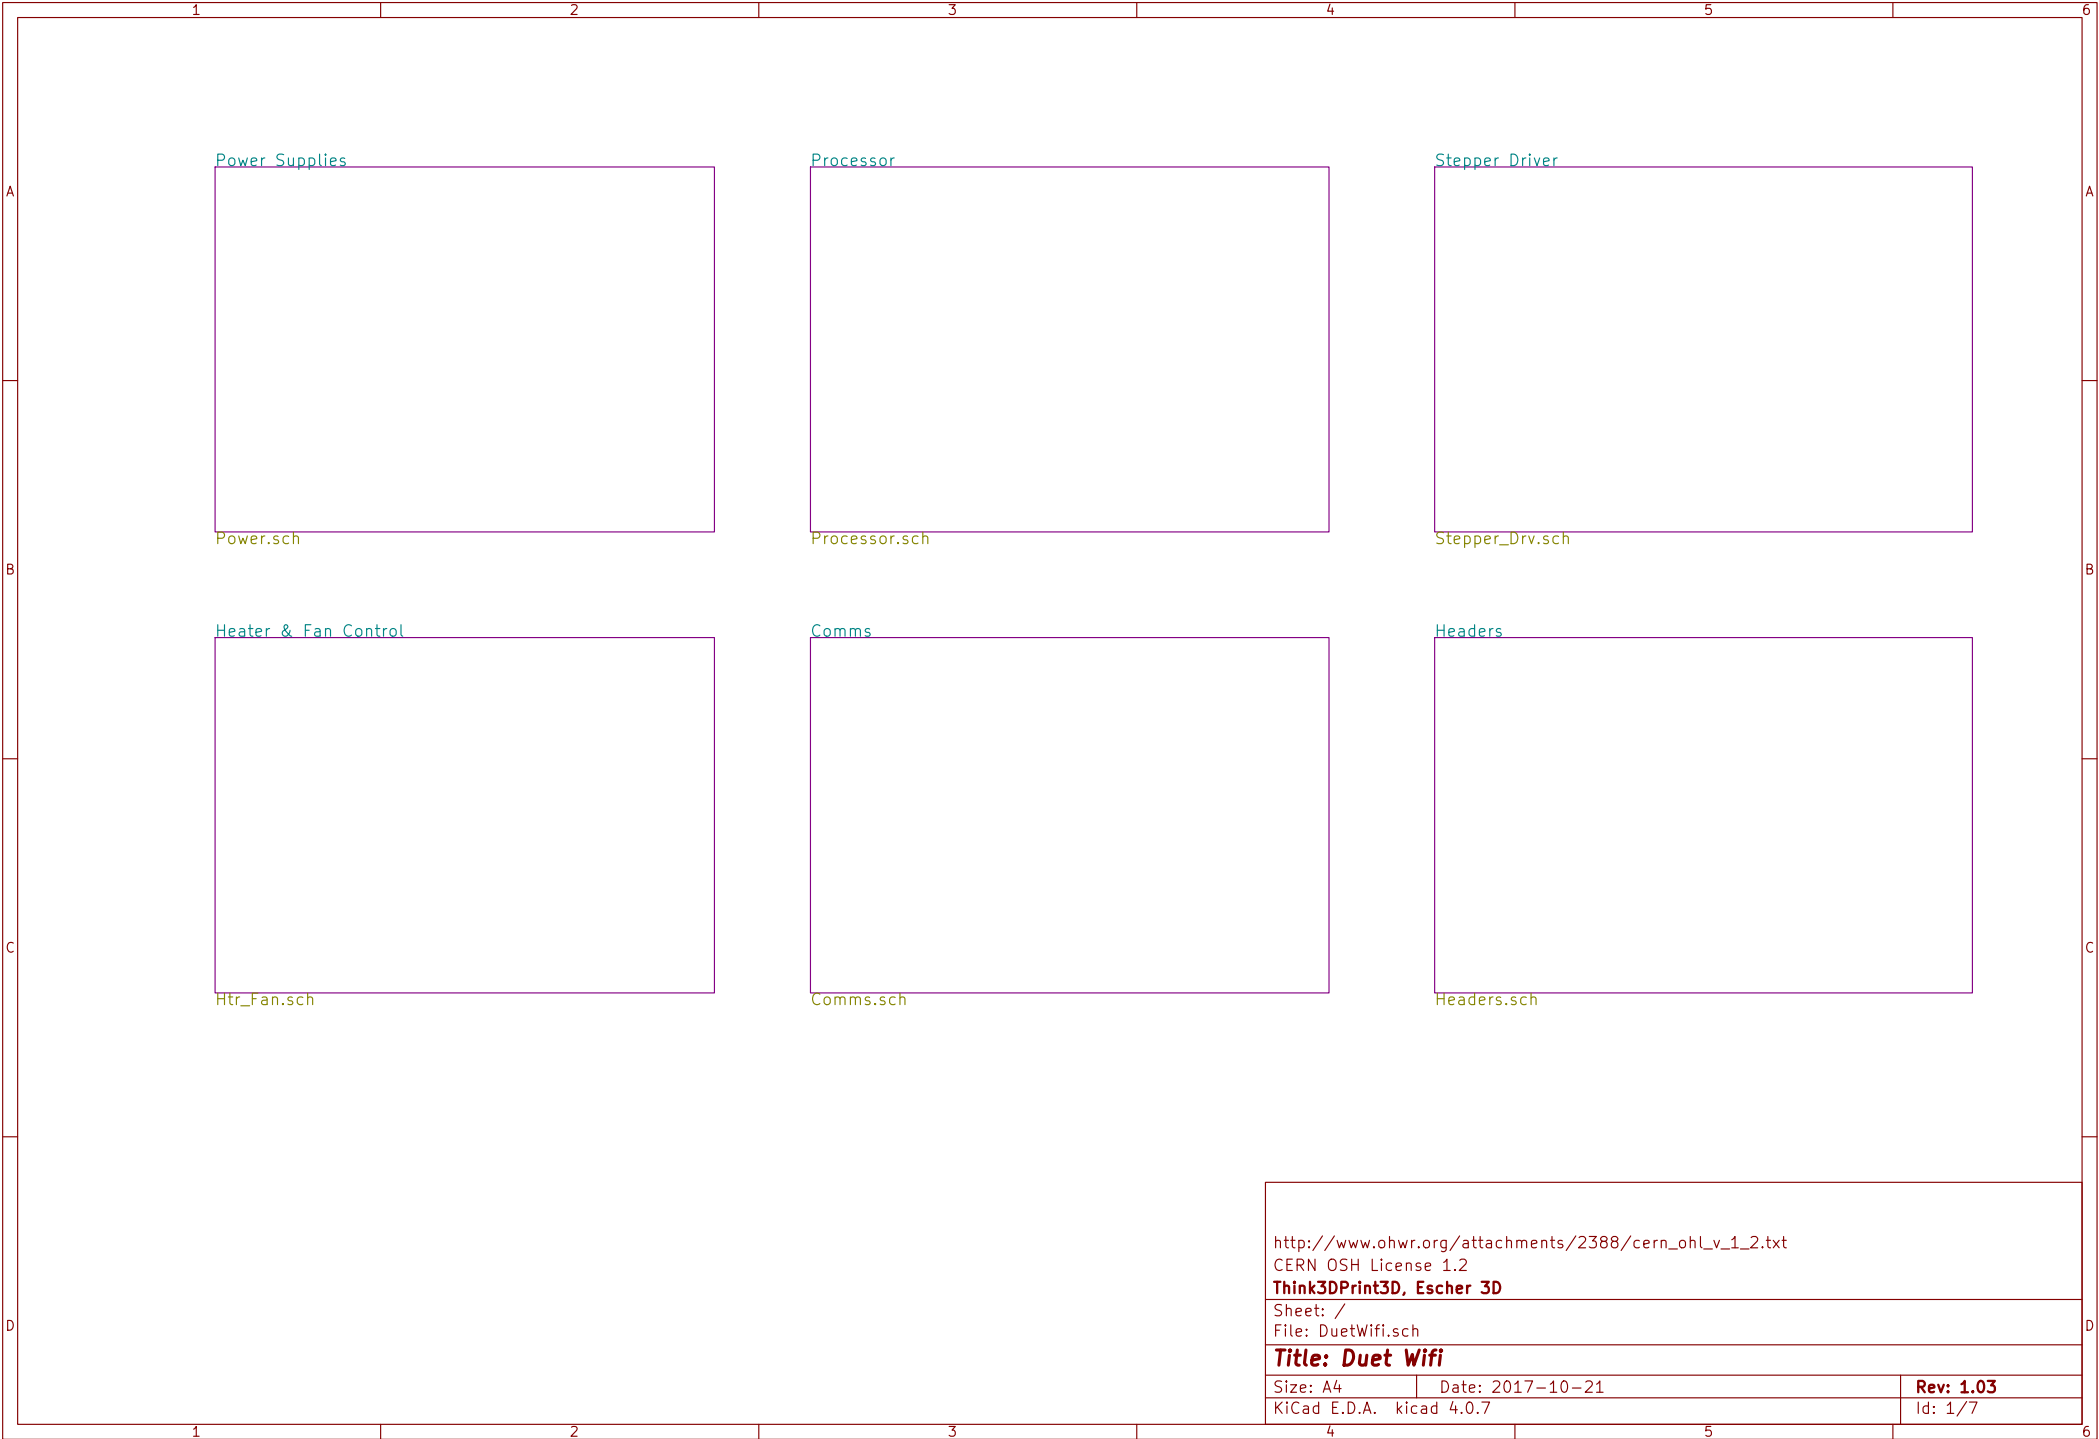 1 2 3 4 5 6
Power Supplies
Processor
Stepper Driver
A
A
Power.sch
Processor.sch
Stepper_Drv.sch
B
B
Heater & Fan Control
Comms
Headers
C
C
Htr_Fan.sch
Comms.sch
Headers.sch
http://www.ohwr.org/attachments/2388/cern_ohl_v_1_2.txt
CERN OSH License 1.2
Think3DPrint3D, Escher 3D
Sheet: /
File: DuetWifi.sch
D
D
Title: Duet Wifi
Size: A4
Date: 2017-10-21
Rev: 1.03
KiCad E.D.A. kicad 4.0.7
Id: 1/7
1 2 3 4 5 6